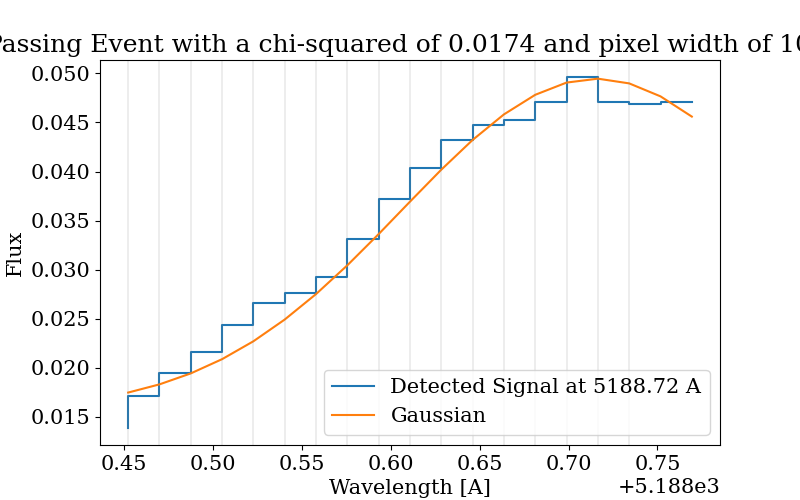 Passing Event with a chi-squared of 0.0174 and pixel width of 10
0.050
0.045
0.040
0.035
0.030
0.025
0.020
0.015
Flux
Detected Signal at 5188.72 A
Gaussian
0.45 0.50 0.55 0.60 0.65 0.70 0.75
Wavelength [A]
+5.188e3